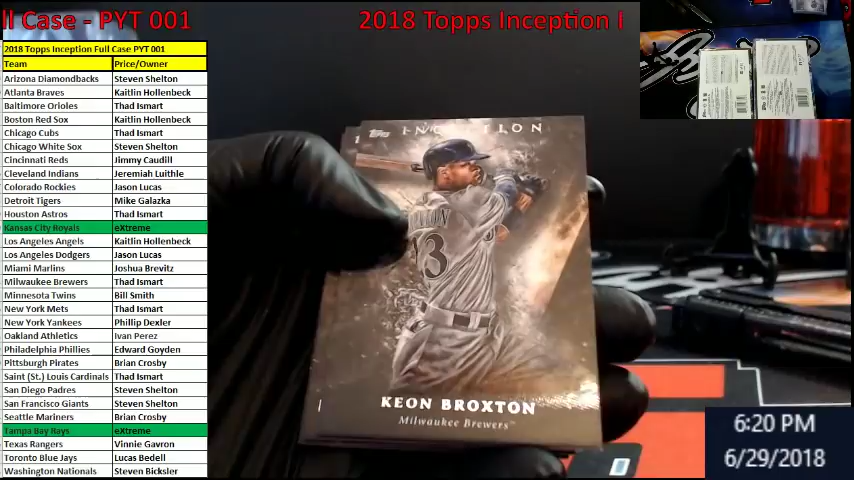 ll Case - PYT 001
2018 Topps Inception F
2018 Topps Inception Full Case PYT 001
Team Price/Owner
Arizona Diamondbacks Steven Shelton
Atlanta Braves Kaitlin Hollenbeck
Baltimore Orioles Thad Ismart
Boston Red Sox Kaitlin Hollenbeck
Chicago Cubs Thad Ismart
Chicago White Sox Steven Shelton
Cincinnati Reds Jimmy Caudill
Cleveland Indians Jeremiah Luithle
Colorado Rockies Jason Lucas
Detroit Tigers Mike Galazka
Houston Astros Thad Ismart
Kansas City Royals eXtreme
Los Angeles Angels Kaitlin Hollenbeck
Los Angeles Dodgers Jason Lucas
Miami Marlins Joshua Brevitz
Milwaukee Brewers Thad Ismart
Minnesota Twins Bill Smith
New York Mets Thad Ismart
New York Yankees Phillip Dexler
Oakland Athletics Ivan Perez
Philadelphia Phillies Edward Goyden
Pittsburgh Pirates Brian Crosby
Saint (St.) Louis Cardinals Thad Ismart
San Diego Padres Steven Shelton
San Francisco Giants Steven Shelton
Seattle Mariners Brian Crosby
Tampa Bay Rays eXtreme
Texas Rangers Vinnie Gavron
Toronto Blue Jays Lucas Bedell
Washington Nationals Steven Bicksler
Topps INCEPTION
23
KEON BROXTON
Milwaukee Brewers™
6:20 PM
6/29/2018